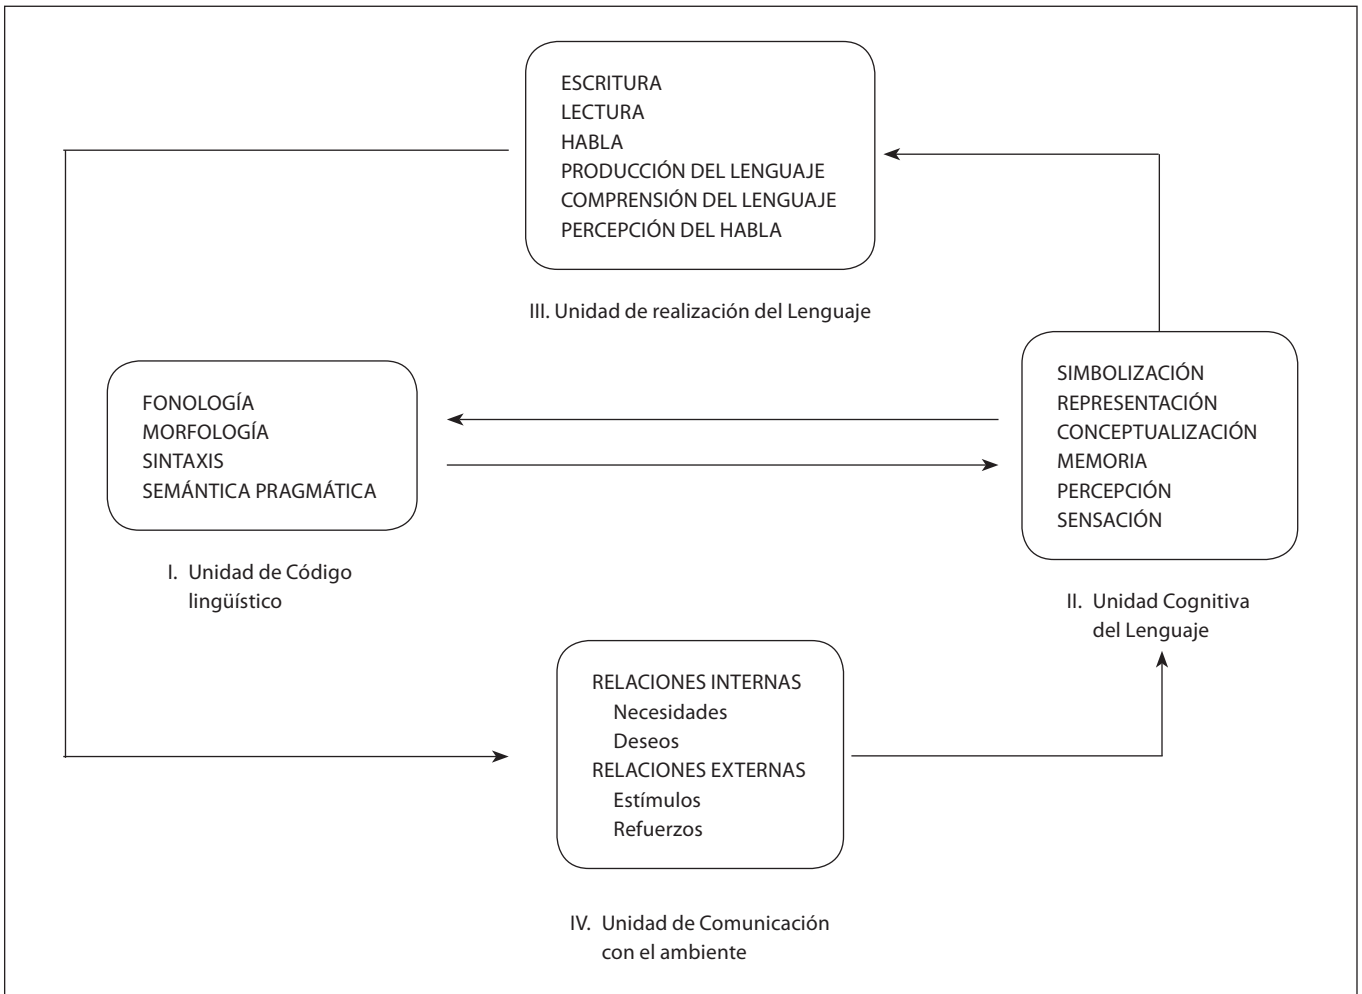 ESCRITURA
LECTURA
HABLA
PRODUCCIÓN DEL LENGUAJE
COMPRENSIÓN DEL LENGUAJE
PERCEPCIÓN DEL HABLA
III. Unidad de realización del Lenguaje
FONOLOGÍA
MORFOLOGÍA
SINTAXIS
SEMÁNTICA PRAGMÁTICA
I. Unidad de Código
lingüístico
SIMBOLIZACIÓN
REPRESENTACIÓN
CONCEPTUALIZACIÓN
MEMORIA
PERCEPCIÓN
SENSACIÓN
II. Unidad Cognitiva
del Lenguaje
RELACIONES INTERNAS
Necesidades
Deseos
RELACIONES EXTERNAS
Estímulos
Refuerzos
IV. Unidad de Comunicación
con el ambiente